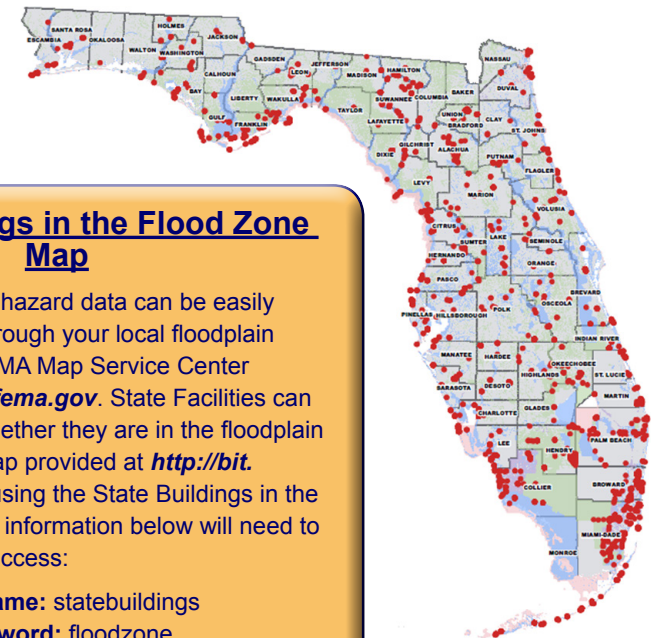 HOLMES
SANTA ROSA
JACKSON
ESCAMBIA
OKALOOSA
WALTON
WASHINGTON
GADSDEN
JEFFERSON
LEON
MADISON
HAMILTON
NASSAU
CALHOUN
BAY
LIBERTY
WAKULLA
TAYLOR
SUWANNEE
COLUMBIA
BAKER
DUVAL
GULF
FRANKLIN
LAFAYETTE
UNION
BRADFORD
CLAY
ST. JOHNS
DIXIE
GILCHRIST
ALACHUA
PUTNAM
FLAGLER
LEVY
MARION
VOLUSIA
CITRUS
SUMTER
LAKE
SEMINOLE
HERNANDO
ORANGE
PASCO
BREVARD
OSCEOLA
PINELLAS
HILLSBOROUGH
POLK
INDIAN RIVER
MANATEE
HARDEE
OKEECHOBEE
HIGHLANDS
ST. LUCIE
SARASOTA
DESOTO
MARTIN
CHARLOTTE
GLADES
LEE
HENDRY
PALM BEACH
COLLIER
BROWARD
MIAMI-DADE
MONROE
gs in the Flood Zone
Map
hazard data can be easily
rough your local floodplain
MA Map Service Center
fema.gov. State Facilities can
ether they are in the floodplain
ap provided at http://bit.
using the State Buildings in the
information below will need to
ccess:
ame: statebuildings
word: floodzone